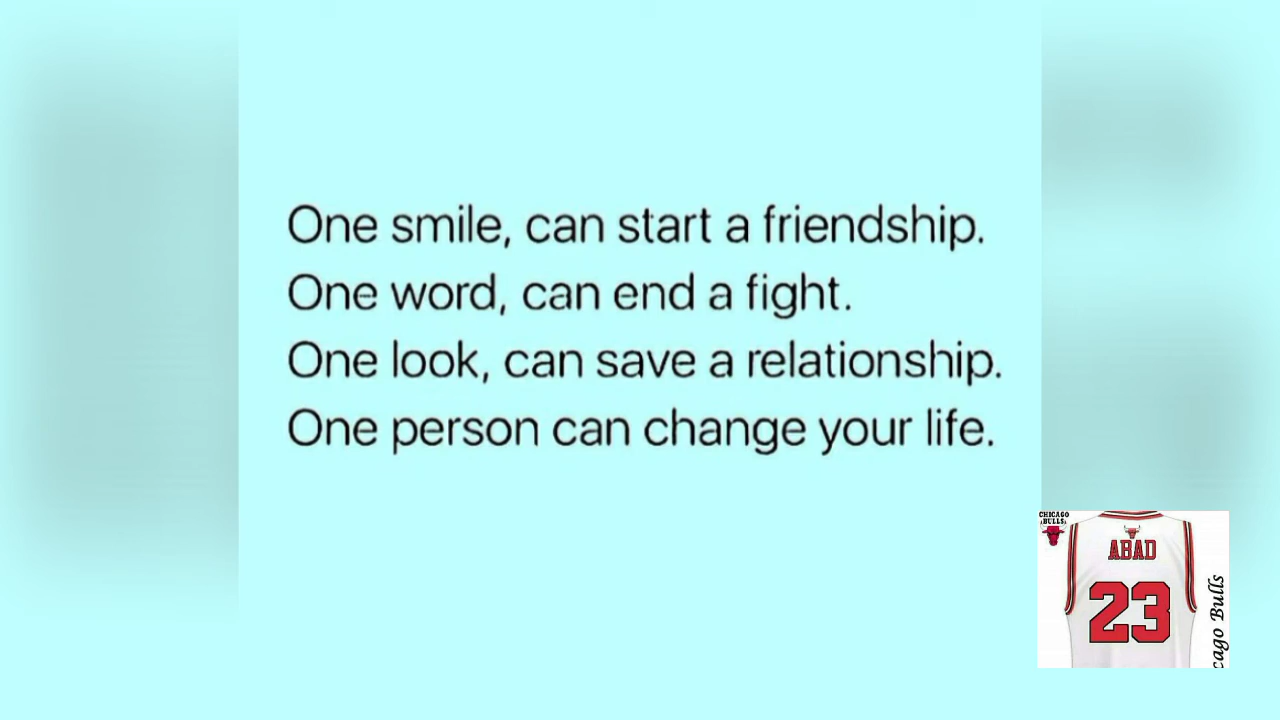 One smile, can start a friendship.
One word, can end a fight.
One look, can save a relationship.
One person can change your life.
CHICAGO
BULLS
ABAD
23
cago Bulls